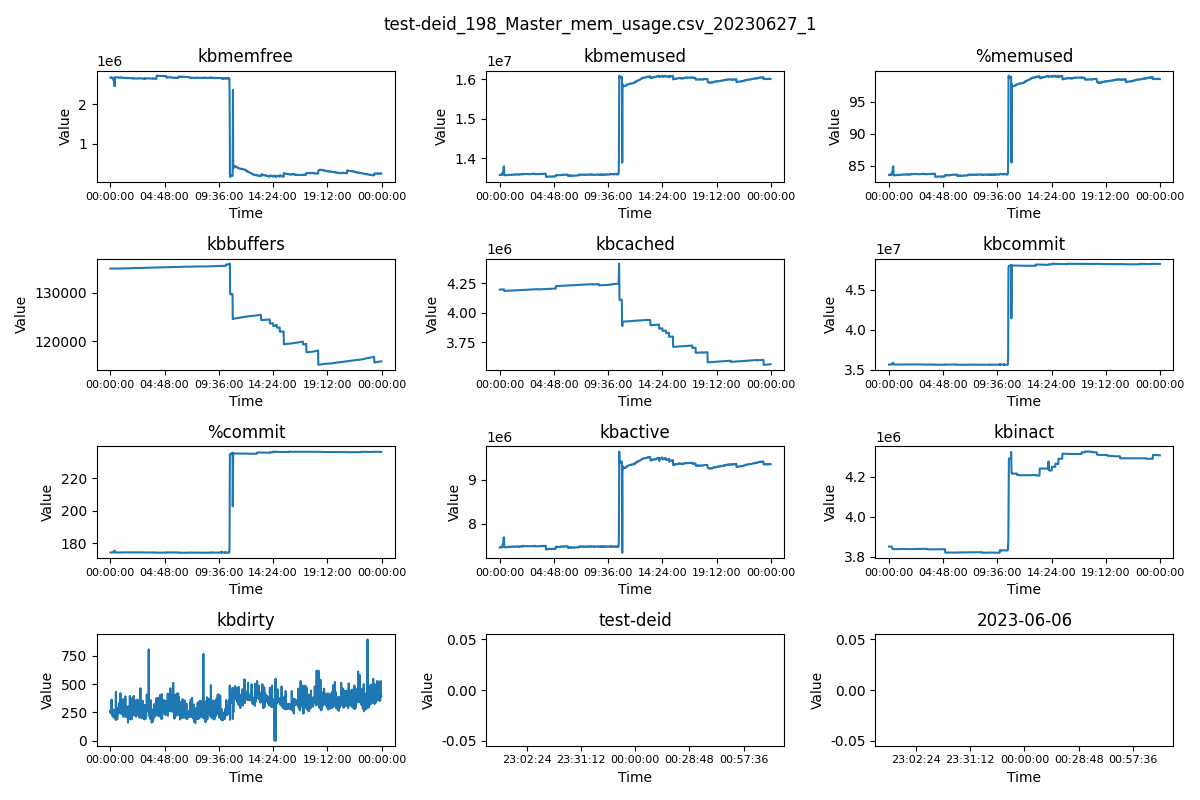 test-deid_198_Master_mem_usage.csv_20230627_1
kbmemfree
kbmemused
%memused
1e6
1e7
Value
2
1
Value
1.6
1.5
1.4
Value
95
90
85
00:00:00 04:48:00 09:36:00 14:24:00 19:12:00 00:00:00
00:00:00 04:48:00 09:36:00 14:24:00 19:12:00 00:00:00
00:00:00 04:48:00 09:36:00 14:24:00 19:12:00 00:00:00
Time
Time
Time
kbbuffers
kbcached
kbcommit
1e6
1e7
Value
130000
120000
Value
4.25
4.00
3.75
Value
4.5
4.0
3.5
00:00:00 04:48:00 09:36:00 14:24:00 19:12:00 00:00:00
00:00:00 04:48:00 09:36:00 14:24:00 19:12:00 00:00:00
00:00:00 04:48:00 09:36:00 14:24:00 19:12:00 00:00:00
Time
Time
Time
%commit
kbactive
kbinact
1e6
1e6
Value
220
200
180
Value
9
8
Value
4.2
4.0
3.8
00:00:00 04:48:00 09:36:00 14:24:00 19:12:00 00:00:00
00:00:00 04:48:00 09:36:00 14:24:00 19:12:00 00:00:00
00:00:00 04:48:00 09:36:00 14:24:00 19:12:00 00:00:00
Time
Time
Time
kbdirty
test-deid
2023-06-06
Value
750
500
250
0
Value
0.05
0.00
-0.05
Value
0.05
0.00
-0.05
00:00:00 04:48:00 09:36:00 14:24:00 19:12:00 00:00:00
23:02:24 23:31:12 00:00:00 00:28:48 00:57:36
23:02:24 23:31:12 00:00:00 00:28:48 00:57:36
Time
Time
Time